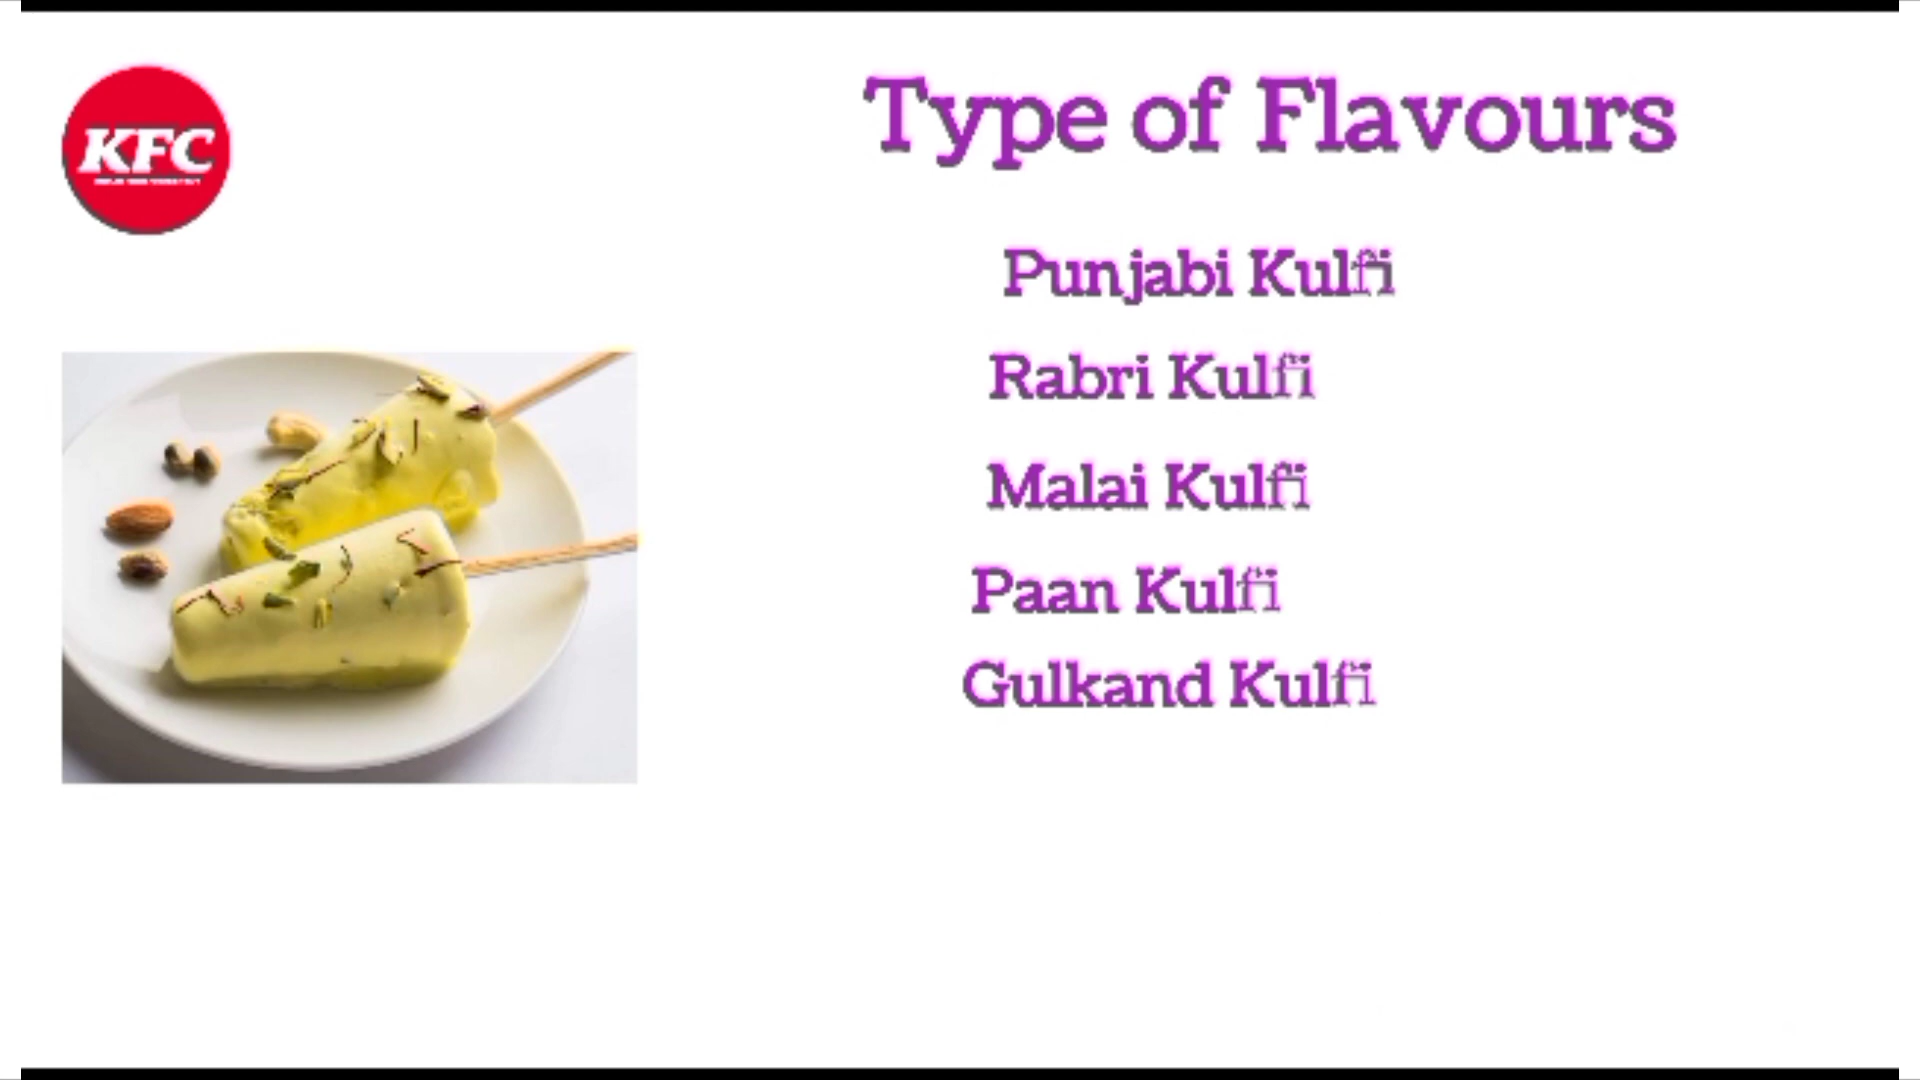 KFC
Type of Flavours
Punjabi Kulfi
Rabri Kulfi
Malai Kulfi
Paan Kulfi
Gulkand Kulfi